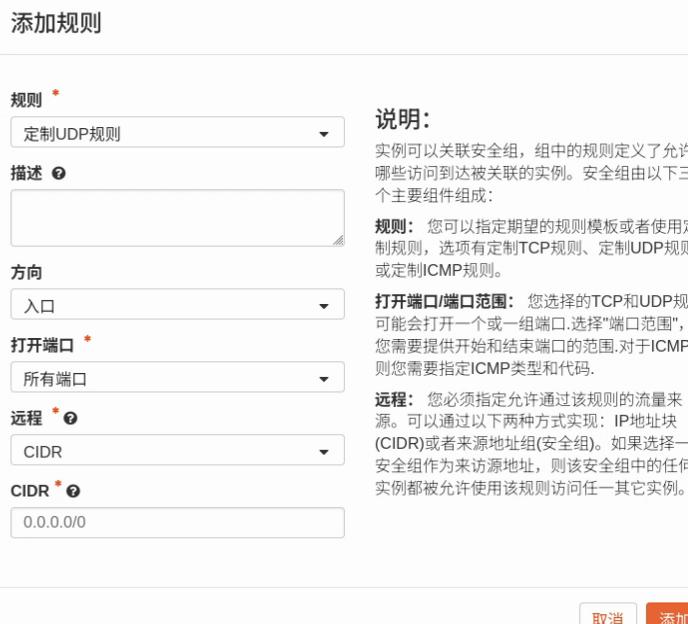 添加规则
规则 *
定制UDP规则
描述
方向
入口
打开端口 *
所有端口
远程 *
CIDR
CIDR *
0.0.0.0/0
说明：
实例可以关联安全组，组中的规则定义了允许
哪些访问到达被关联的实例。安全组由以下三
个主要组件组成：
规则： 您可以指定期望的规则模板或者使用定
制规则，选项有定制TCP规则、定制UDP规则
或定制ICMP规则。
打开端口/端口范围： 您选择的TCP和UDP规
可能会打开一个或一组端口.选择"端口范围"，
您需要提供开始和结束端口的范围.对于ICMP
则您需要指定ICMP类型和代码.
远程： 您必须指定允许通过该规则的流量来
源。可以通过以下两种方式实现：IP地址块
(CIDR)或者来源地址组(安全组)。如果选择一
安全组作为来访源地址，则该安全组中的任何
实例都被允许使用该规则访问任一其它实例。
取消
添加